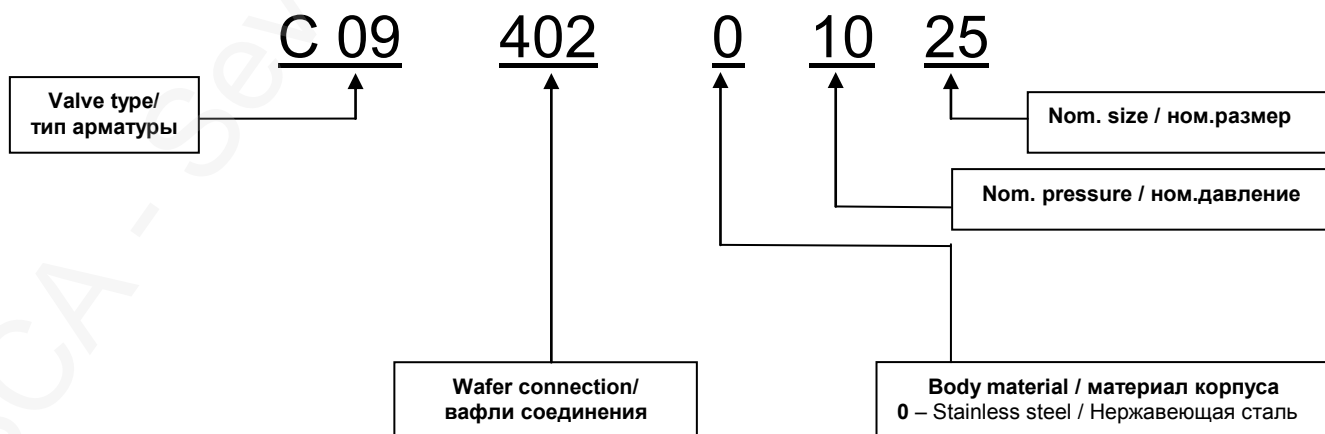 C 09 402 0 10 25
Valve type/
тип арматуры
Nom. size / ном.размер
Nom. pressure / ном.давление
Wafer connection/
вафли соединения
Body material / материал корпуса
0 – Stainless steel / Нержавеющая сталь